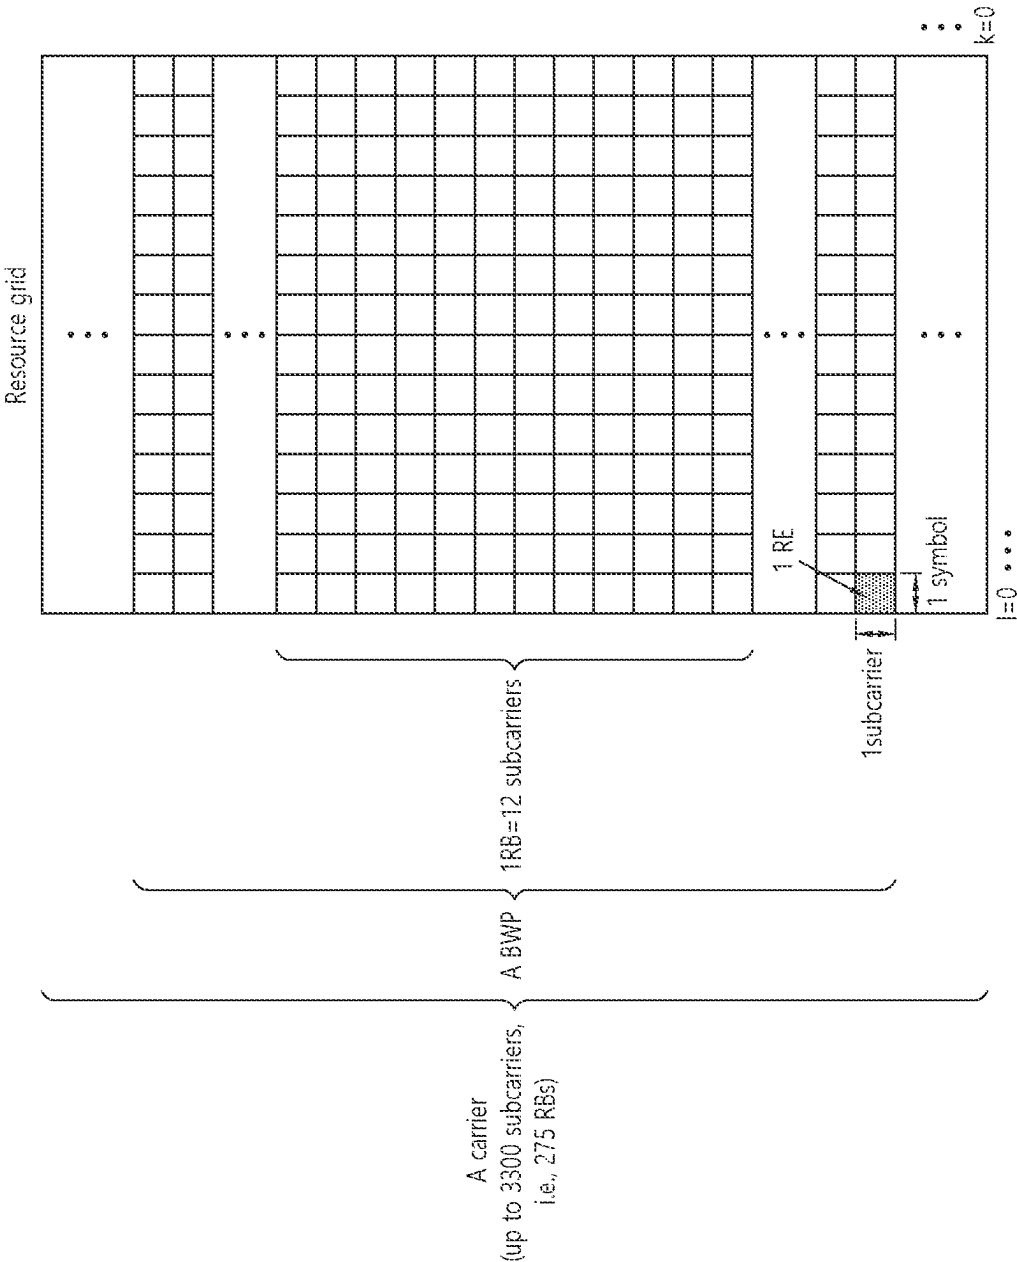 Resource grid
k=0
A carrier
(up to 3300 subcarriers,
i.e., 275 RBs)
A BWP
1RB=12 subcarriers
1 RE
1subcarrier
1 symbol
l=0